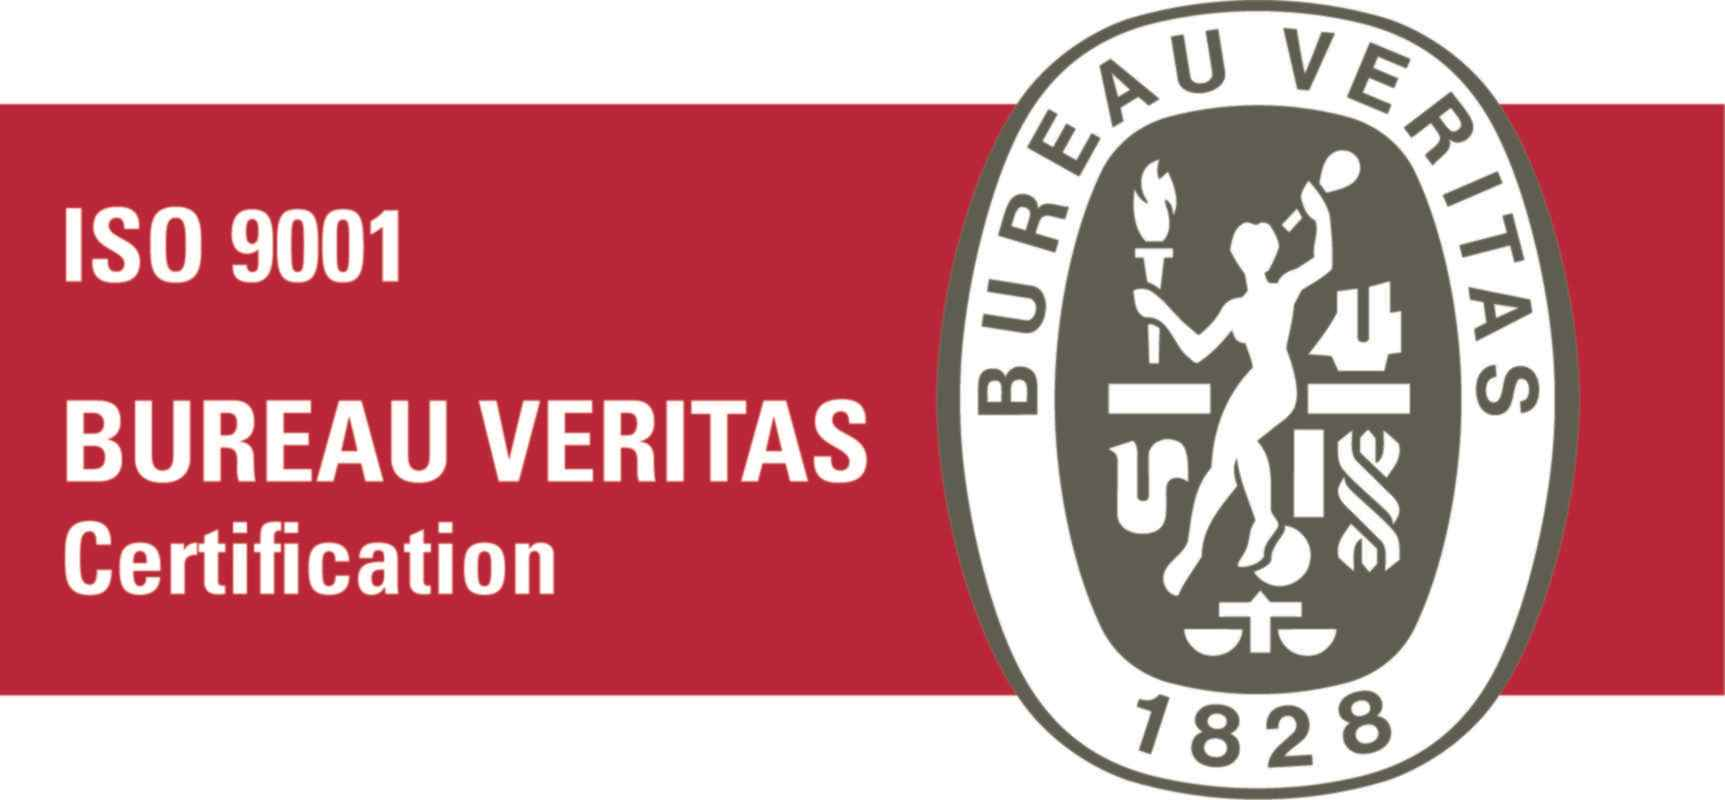 ISO 9001
BUREAU VERITAS
Certification
BUREAU VERITAS
1828